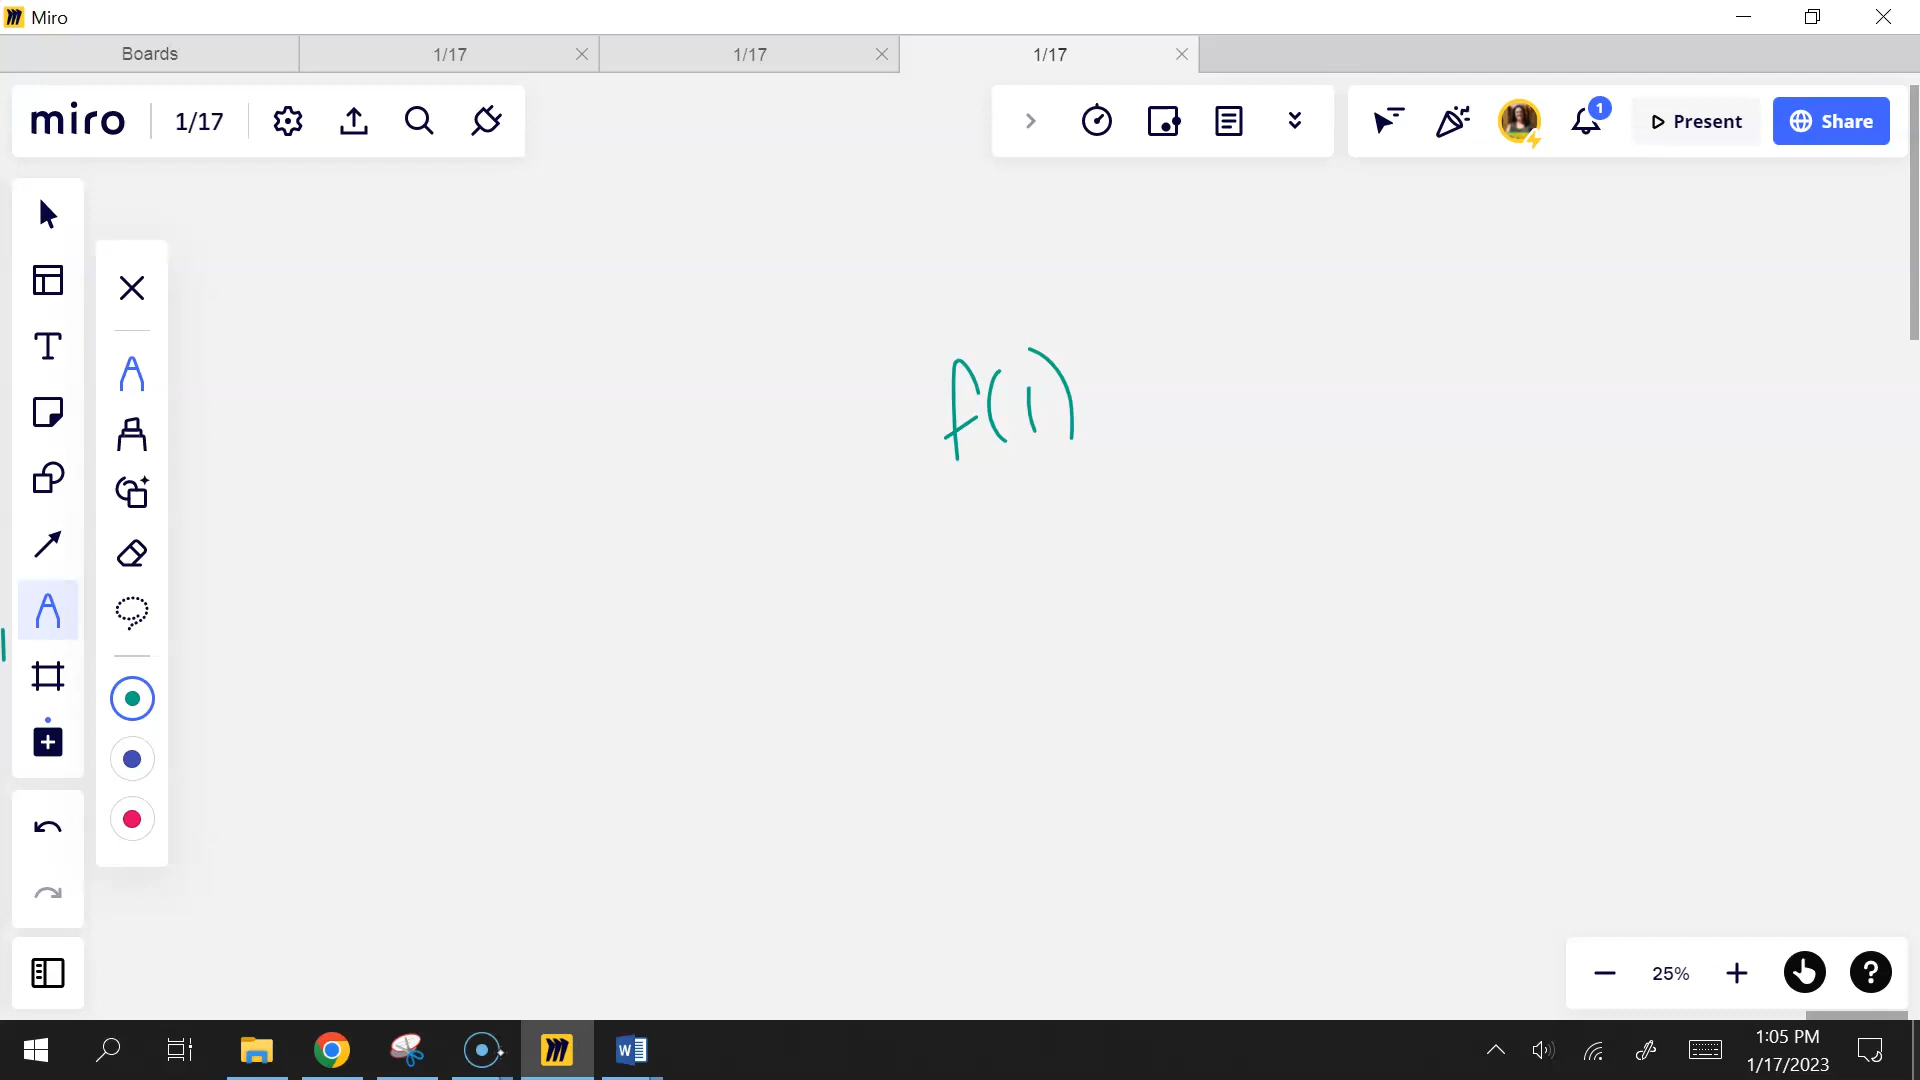 Miro
Boards 1/17 1/17 1/17
miro 1/17 1 Present Share
f(1)
25% ?
1:05 PM
1/17/2023